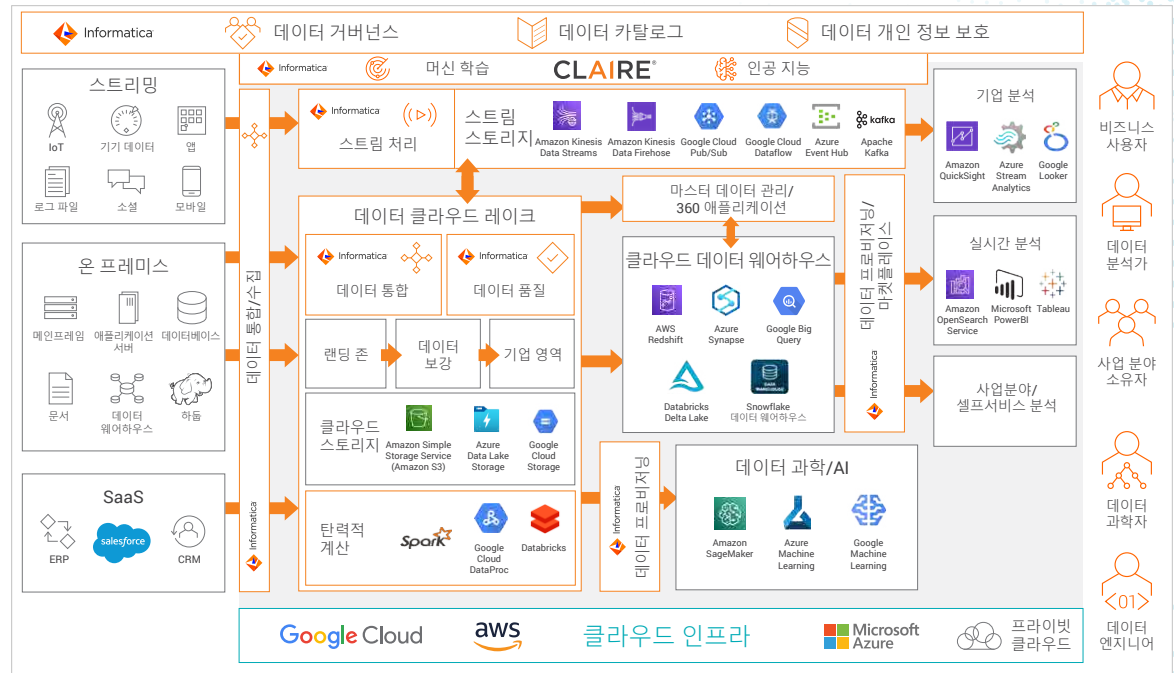 Informatica
데이터 거버넌스
데이터 카탈로그
데이터 개인 정보 보호
Informatica
머신 학습
CLAIRE®
인공 지능
스트리밍
IoT
기기 데이터
앱
로그 파일
소셜
모바일
온 프레미스
메인프레임
애플리케이션
서버
데이터베이스
문서
데이터
웨어하우스
하둡
SaaS
ERP
salesforce
CRM
데이터 통합/수집
Informatica
Informatica
스트림 처리
스트림
스토리지
Amazon Kinesis
Data Streams
Amazon Kinesis
Data Firehose
Google Cloud
Pub/Sub
Google Cloud
Dataflow
Azure
Event Hub
kafka
Apache
Kafka
데이터 클라우드 레이크
Informatica
데이터 통합
Informatica
데이터 품질
랜딩 존
데이터
보강
기업 영역
클라우드
스토리지
Amazon Simple
Storage Service
(Amazon S3)
Azure
Data Lake
Storage
Google
Cloud
Storage
탄력적
계산
Spark
Google
Cloud
DataProc
Databricks
마스터 데이터 관리/
360 애플리케이션
클라우드 데이터 웨어하우스
AWS
Redshift
Azure
Synapse
Google Big
Query
Databricks
Delta Lake
Snowflake
데이터 웨어하우스
데이터 프로비저닝/
마켓플레이스
Informatica
데이터 프로비저닝
Informatica
데이터 과학/AI
Amazon
SageMaker
Azure
Machine
Learning
Google
Machine
Learning
기업 분석
Amazon
QuickSight
Azure
Stream
Analytics
Google
Looker
실시간 분석
Amazon
OpenSearch
Service
Microsoft
PowerBI
Tableau
사업분야/
셀프서비스 분석
비즈니스
사용자
데이터
분석가
사업 분야
소유자
데이터
과학자
<01>
데이터
엔지니어
Google Cloud
aws
클라우드 인프라
Microsoft
Azure
프라이빗
클라우드